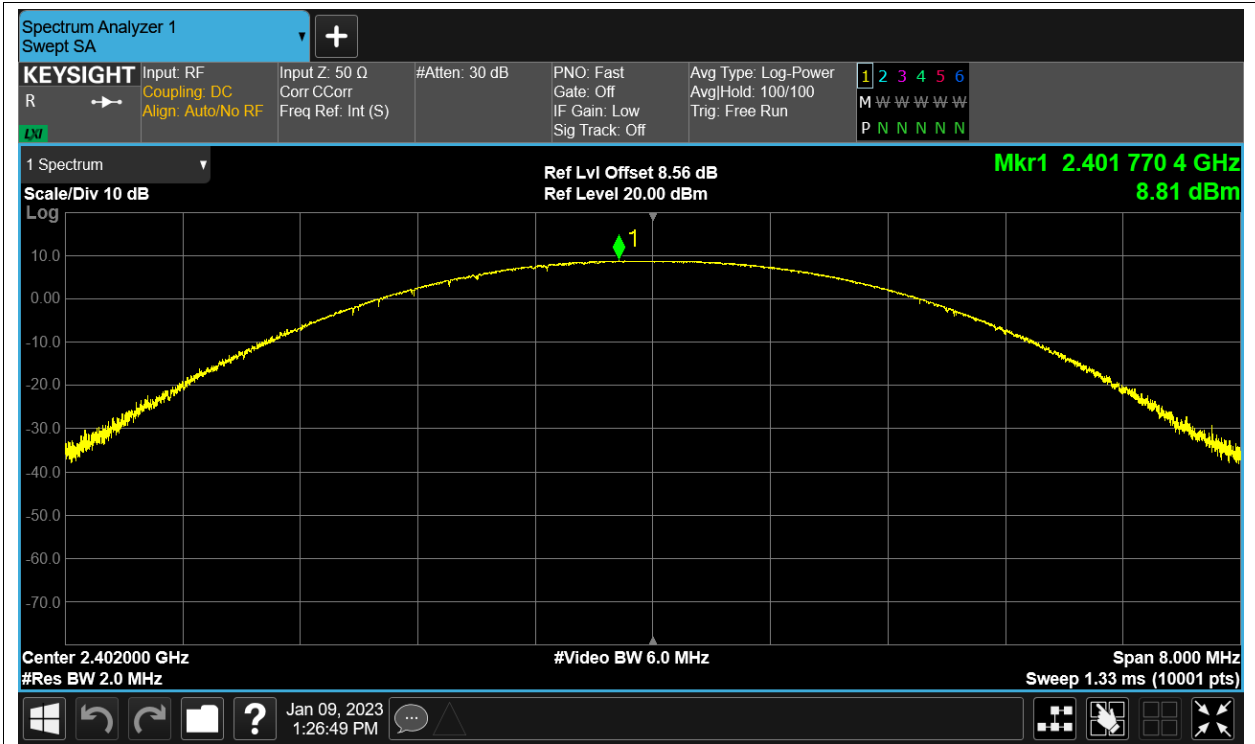 Spectrum Analyzer 1
Swept SA
KEYSIGHT
R
LXI
Input: RF
Coupling: DC
Align: Auto/No RF
Input Z: 50 Ω
Corr CCorr
Freq Ref: Int (S)
#Atten: 30 dB
PNO: Fast
Gate: Off
IF Gain: Low
Sig Track: Off
Avg Type: Log-Power
Avg|Hold: 100/100
Trig: Free Run
1 2 3 4 5 6
M W W W W W W
P N N N N N N
1 Spectrum
Scale/Div 10 dB
Log
Ref Lvl Offset 8.56 dB
Ref Level 20.00 dBm
Mkr1 2.401 770 4 GHz
8.81 dBm
1
10.0
0.00
-10.0
-20.0
-30.0
-40.0
-50.0
-60.0
-70.0
Center 2.402000 GHz
#Video BW 6.0 MHz
Span 8.000 MHz
#Res BW 2.0 MHz
Sweep 1.33 ms (10001 pts)
?
Jan 09, 2023
1:26:49 PM